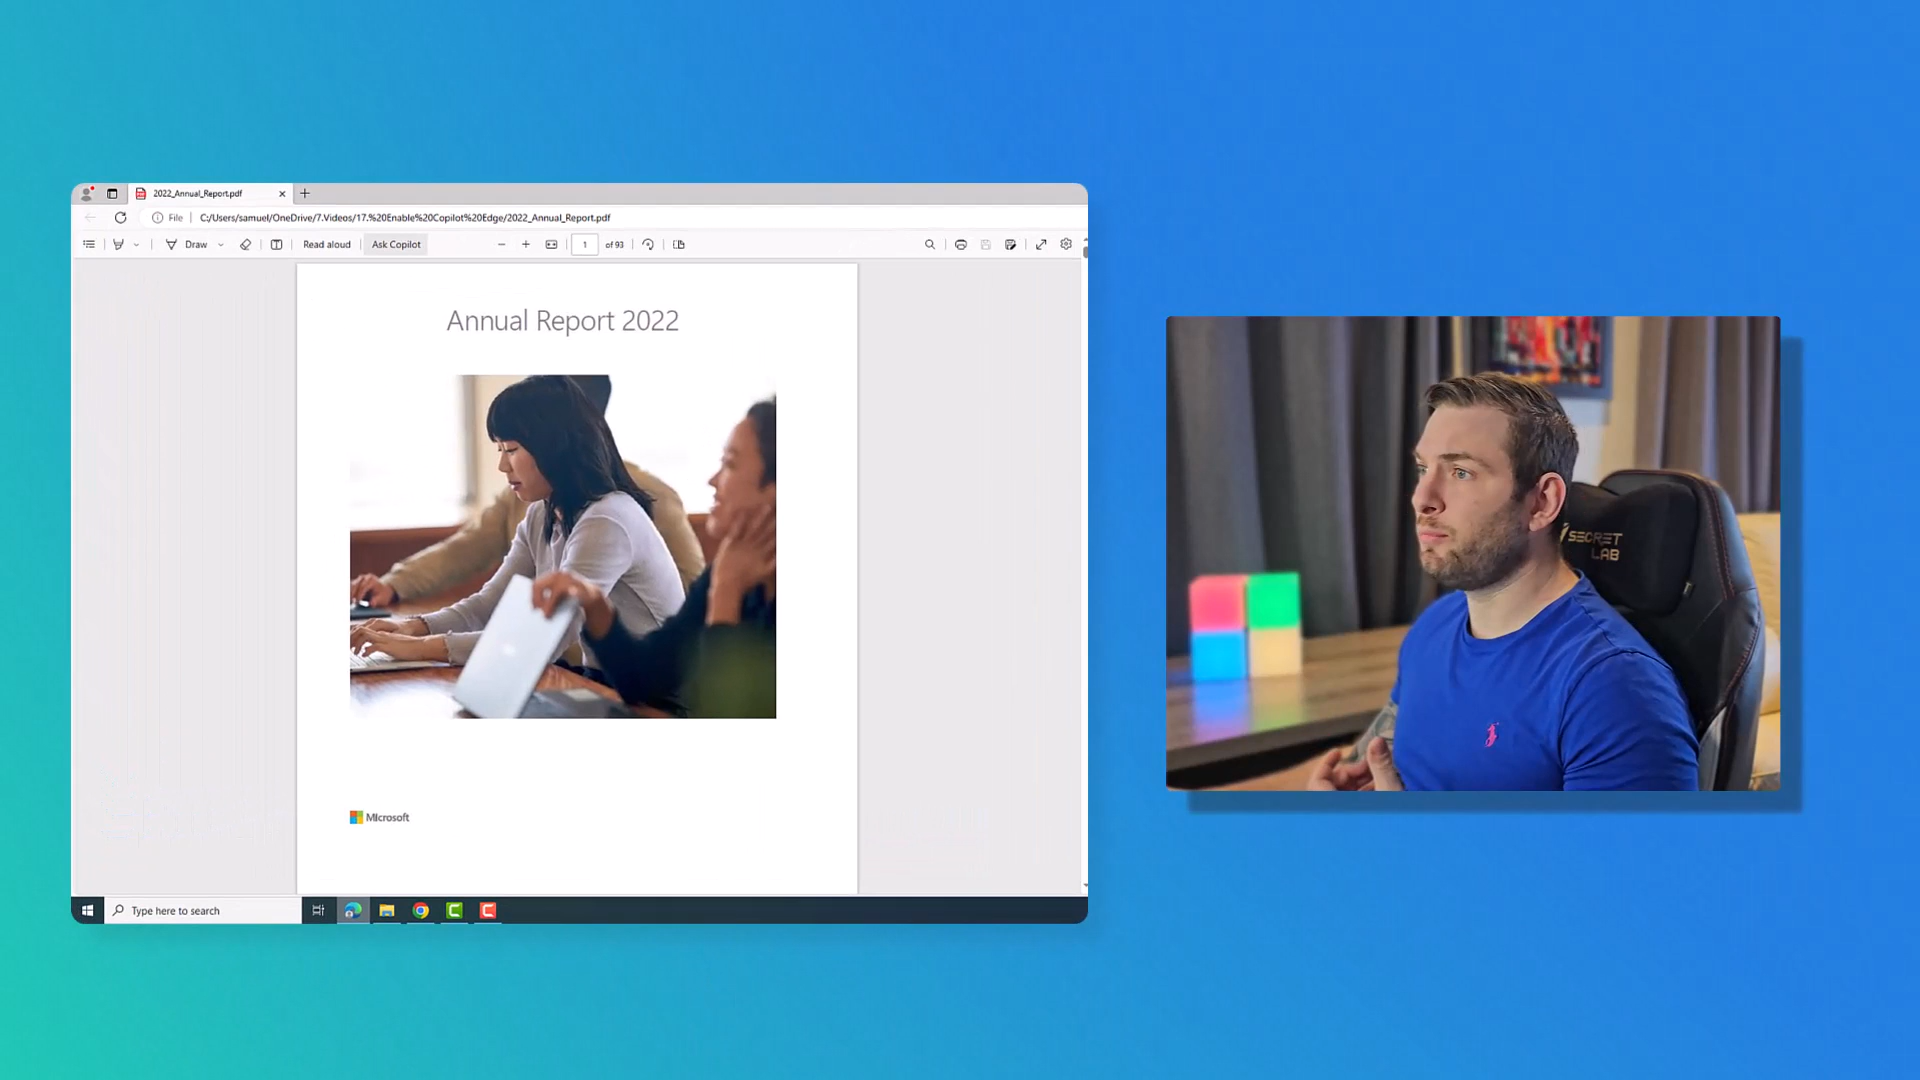 2022_Annual_Report.pdf
File
C:/Users/samuel/OneDrive/7.Videos/17.%20Enable%20Copilot%20Edge/2022_Annual_Report.pdf
Draw
Read aloud
Ask Copilot
1
of 93
Annual Report 2022
Microsoft
Type here to search
SECRET
LAB